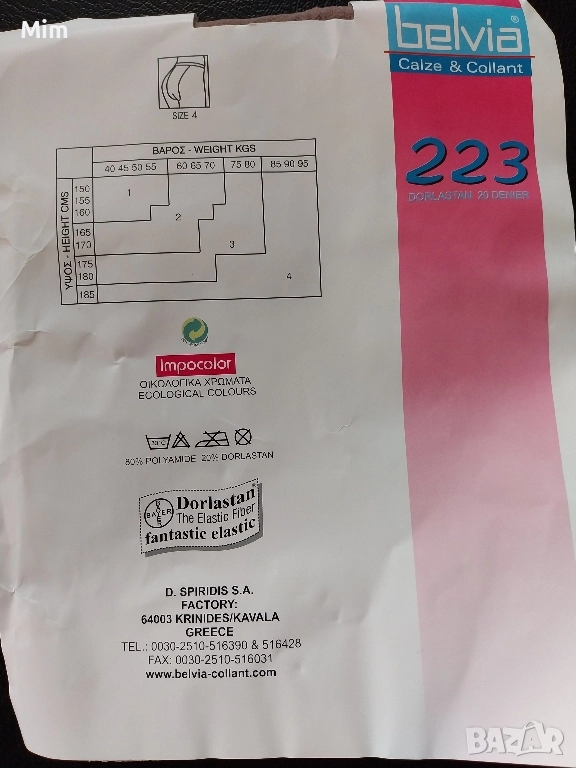 Mim
belvia®
Calze & Collant
SIZE 4
223
DORLASTAN 20 DENIER
ΒΑΡΟΣ - WEIGHT KGS
40 45 50 55 60 65 70 75 80 85 90 95
ΥΨΟΣ - HEIGHT CMS
150
155
160
165
170
175
180
185
1
2
3
4
Impocolor
ΟΙΚΟΛΟΓΙΚΑ ΧΡΩΜΑΤΑ
ECOLOGICAL COLOURS
30°C
80% POLYAMIDE 20% DORLASTAN
BAYER
Dorlastan®
The Elastic Fiber
fantastic elastic
D. SPIRIDIS S.A.
FACTORY:
64003 KRINIDES/KAVALA
GREECE
TEL.: 0030-2510-516390 & 516428
FAX: 0030-2510-516031
www.belvia-collant.com
BAZAR